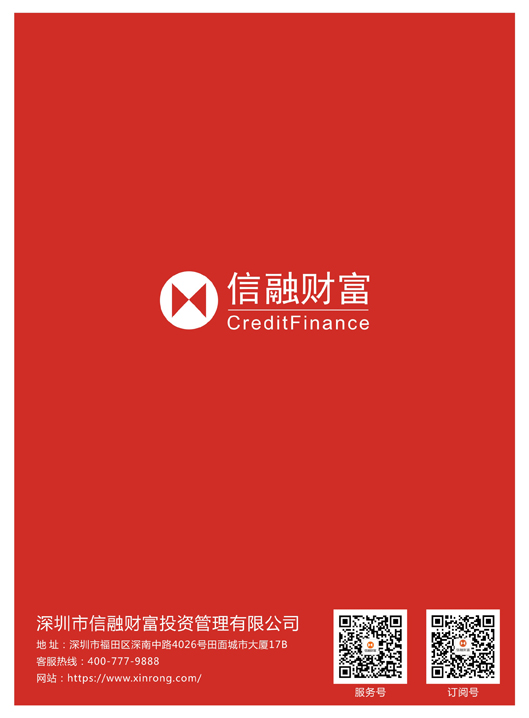 信融财富
CreditFinance
深圳市信融财富投资管理有限公司
地 址：深圳市福田区深南中路4026号田面城市大厦17B
客服热线：400-777-9888
网站：https://www.xinrong.com/
服务号
订阅号